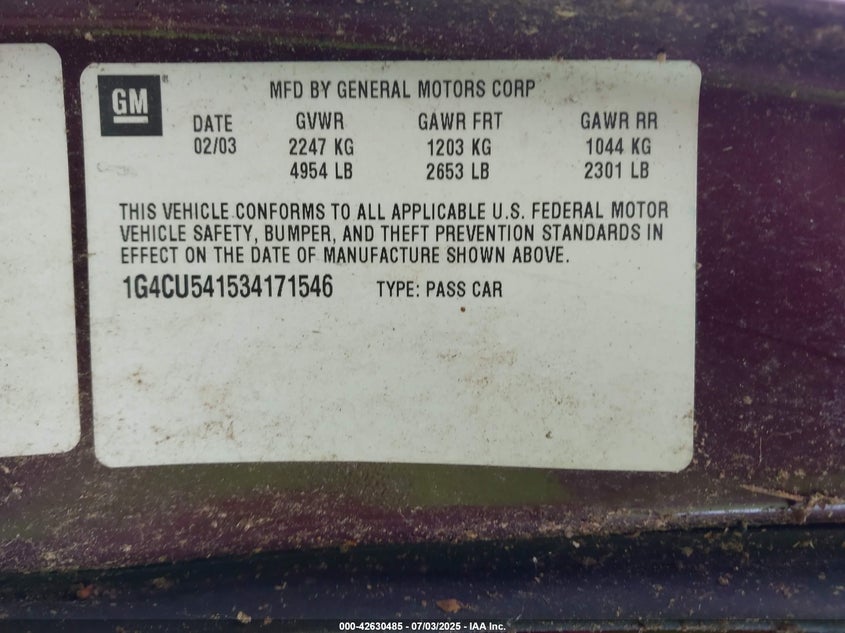 GM
MFD BY GENERAL MOTORS CORP
DATE GVWR GAWR FRT GAWR RR
02/03 2247 KG 1203 KG 1044 KG
4954 LB 2653 LB 2301 LB
THIS VEHICLE CONFORMS TO ALL APPLICABLE U.S. FEDERAL MOTOR
VEHICLE SAFETY, BUMPER, AND THEFT PREVENTION STANDARDS IN
EFFECT ON THE DATE OF MANUFACTURE SHOWN ABOVE.
1G4CU541534171546 TYPE: PASS CAR
000-42630485 - 07/03/2025 - IAA Inc.